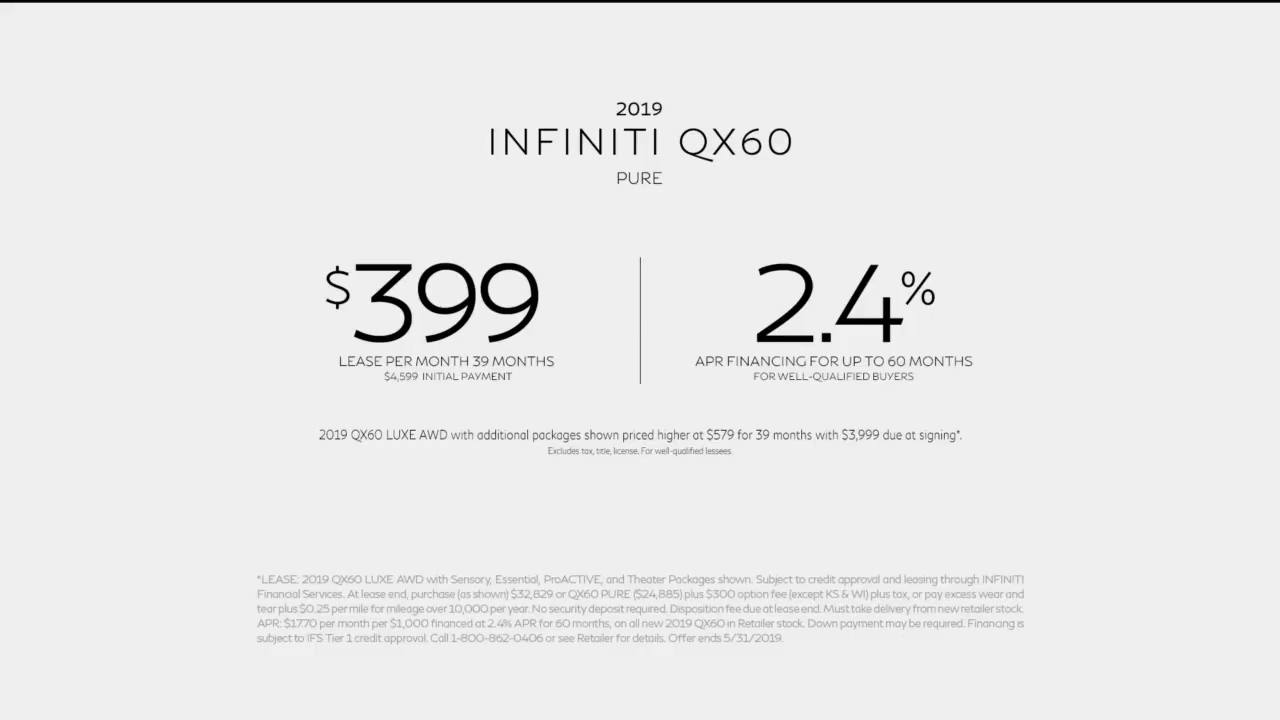 2019
INFINITI QX60
PURE
$399
LEASE PER MONTH 39 MONTHS
$4,599 INITIAL PAYMENT
2.4%
APR FINANCING FOR UP TO 60 MONTHS
FOR WELL-QUALIFIED BUYERS
2019 QX60 LUXE AWD with additional packages shown priced higher at $579 for 39 months with $3,999 due at signing*.
Excludes tax, title, license. For well-qualified lessees.
*LEASE: 2019 QX60 LUXE AWD with Sensory, Essential, ProACTIVE, and Theater Packages shown. Subject to credit approval and leasing through INFINITI
Financial Services. At lease end, purchase (as shown) $32,829 or QX60 PURE ($24,885) plus $300 option fee (except KS & WI) plus tax, or pay excess wear and
tear plus $0.25 per mile for mileage over 10,000 per year. No security deposit required. Disposition fee due at lease end. Must take delivery from new retailer stock.
APR: $17.70 per month per $1,000 financed at 2.4% APR for 60 months, on all new 2019 QX60 in Retailer stock. Down payment may be required. Financing is
subject to IFS Tier 1 credit approval. Call 1-800-862-0406 or see Retailer for details. Offer ends 5/31/2019.